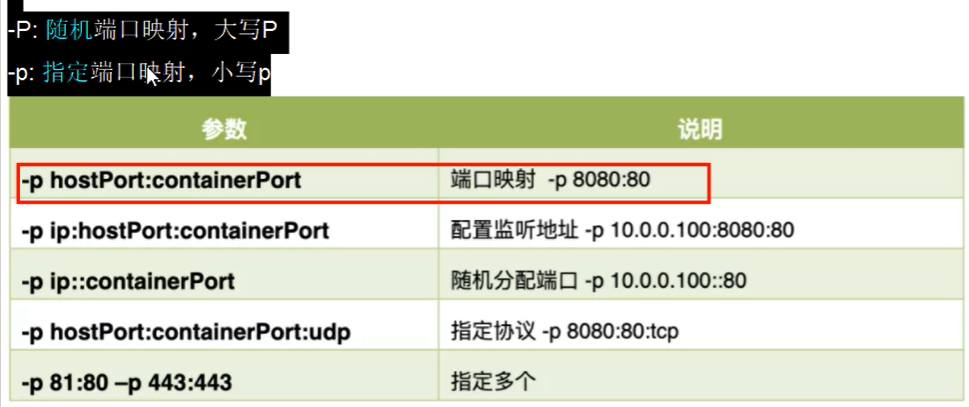 -P: 随机端口映射，大写P
-p: 指定端口映射，小写p
参数 说明
-p hostPort:containerPort 端口映射 -p 8080:80
-p ip:hostPort:containerPort 配置监听地址 -p 10.0.0.100:8080:80
-p ip::containerPort 随机分配端口 -p 10.0.0.100::80
-p hostPort:containerPort:udp 指定协议 -p 8080:80:tcp
-p 81:80 –p 443:443 指定多个